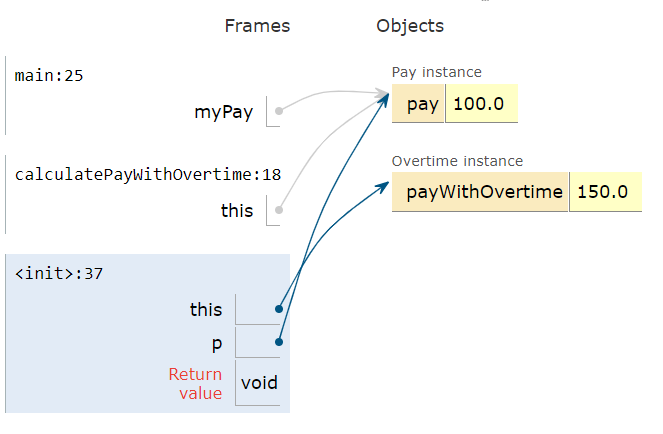 Frames Objects
main:25
myPay
Pay instance
pay 100.0
calculatePayWithOvertime:18
this
Overtime instance
payWithOvertime 150.0
<init>:37
this
p
Return
value
void